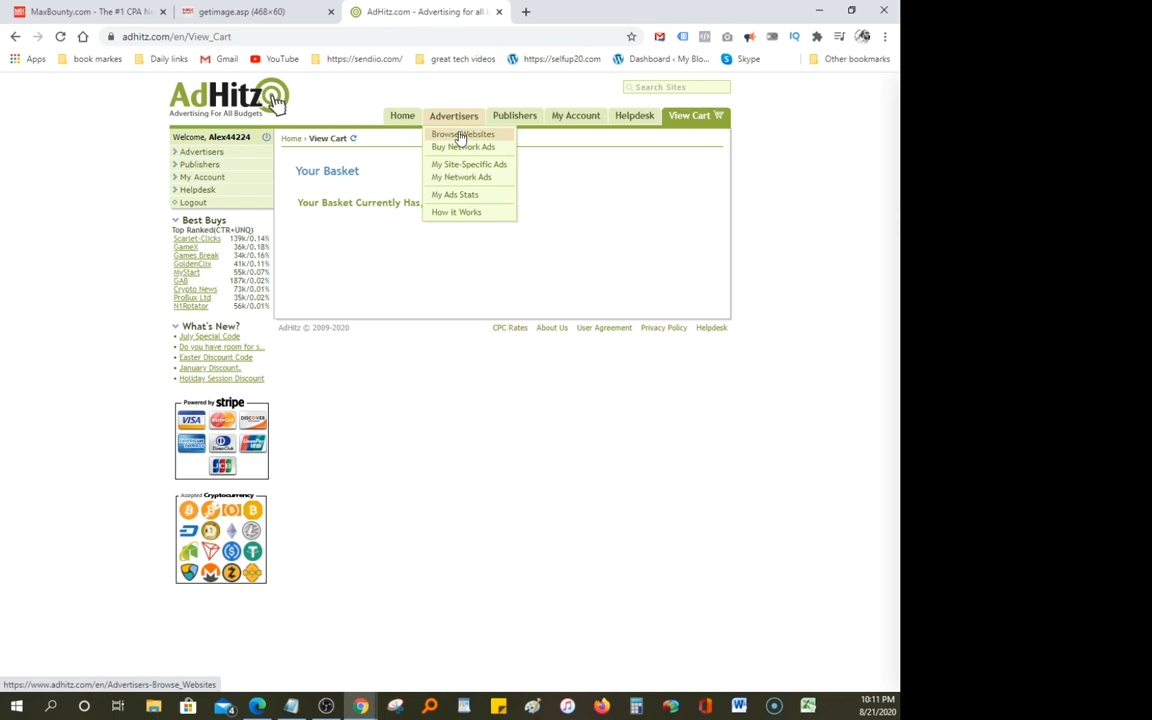 MaxBounty.com - The #1 CPA Ne
getimage.asp (468×60)
AdHitz.com - Advertising for all b
adhitz.com/en/View_Cart
Apps
book markes
Daily links
Gmail
YouTube
https://sendiio.com/
great tech videos
https://selfup20.com
Dashboard ‹ My Blo...
Skype
Other bookmarks
AdHitz
Advertising For All Budgets
Search Sites
Home
Advertisers
Publishers
My Account
Helpdesk
View Cart
Welcome, Alex44224
Advertisers
Publishers
My Account
Helpdesk
Logout
Home › View Cart
Browse Websites
Buy Network Ads
My Site-Specific Ads
My Network Ads
My Ads Stats
How it Works
Your Basket
Your Basket Currently Has
Best Buys
Top Ranked(CTR+UNQ)
Scarlet-Clicks 139k/0.14%
GameX 36k/0.18%
Games Break 34k/0.16%
GoldenClix 41k/0.11%
MyStart 55k/0.07%
GAB 187k/0.02%
Crypto News 9k/0.01%
ProBux Ltd 35k/0.02%
N1Rotator 56k/0.01%
What's New?
• July Special Code
• Do you have room for s...
• Easter Discount Code
• January Discount.
• Holiday Session Discount
AdHitz © 2009-2020
CPC Rates
About Us
User Agreement
Privacy Policy
Helpdesk
Powered by stripe
VISA
DISCOVER
JCB
Accepted Cryptocurrency
https://www.adhitz.com/en/Advertisers-Browse_Websites
10:11 PM
8/21/2020